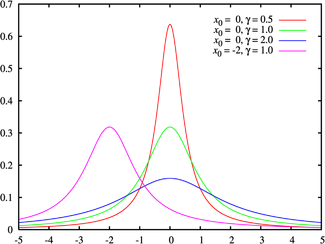 0.7
0.6
0.5
0.4
0.3
0.2
0.1
0
x₀ = 0, γ = 0.5
x₀ = 0, γ = 1.0
x₀ = 0, γ = 2.0
x₀ = -2, γ = 1.0
-5 -4 -3 -2 -1 0 1 2 3 4